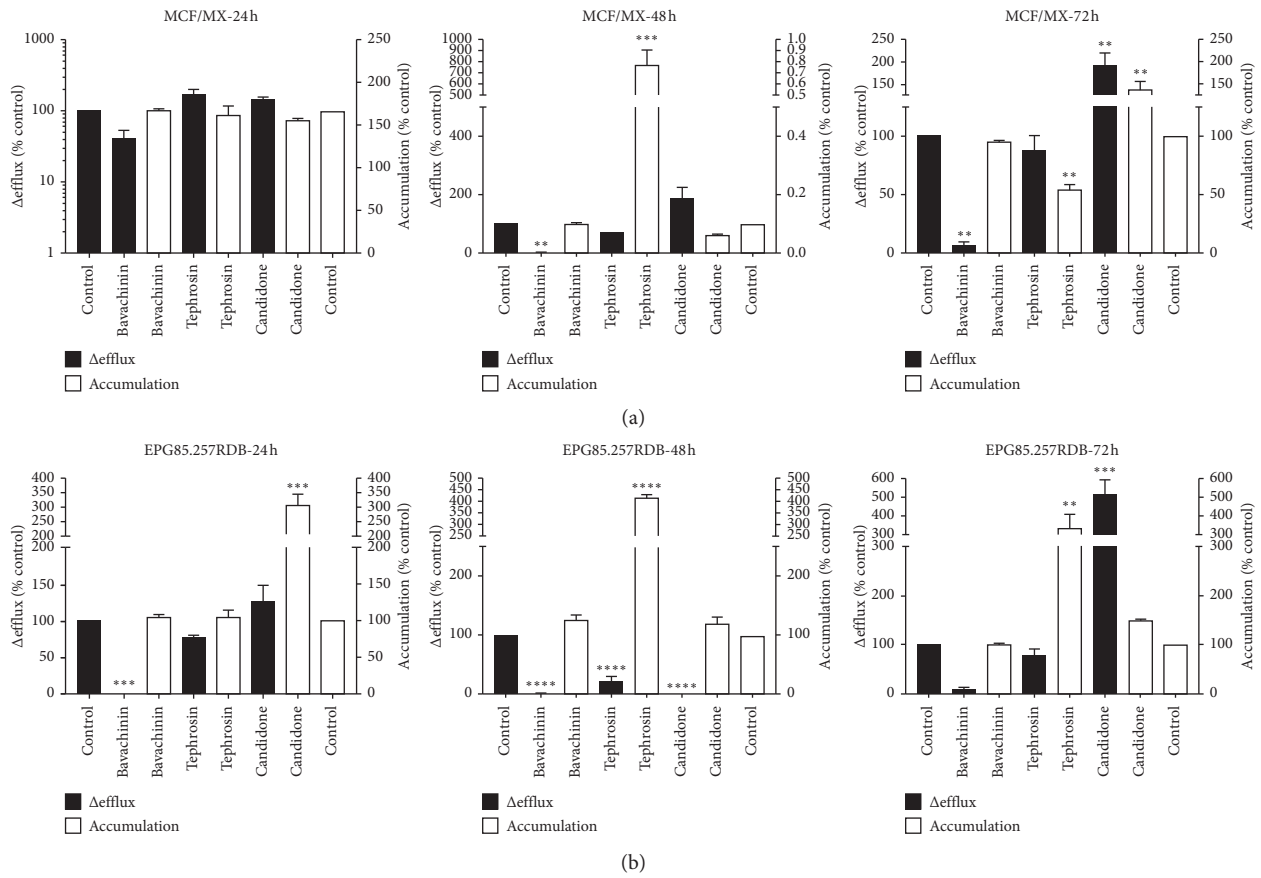 MCF/MX-24 h
1000
100
10
1
Δefflux (% control)
250
200
150
100
50
0
Accumulation (% control)
Control
Bavachinin
Bavachinin
Tephrosin
Tephrosin
Candidone
Candidone
Control
Δefflux
Accumulation
MCF/MX-48 h
1000
900
800
700
600
500
400
200
0
Δefflux (% control)
**
***
1.0
0.9
0.8
0.7
0.6
0.5
0.4
0.2
0.0
Accumulation (% control)
Control
Bavachinin
Bavachinin
Tephrosin
Tephrosin
Candidone
Candidone
Control
Δefflux
Accumulation
MCF/MX-72 h
250
200
150
100
50
0
Δefflux (% control)
**
**
**
**
250
200
150
100
50
0
Accumulation (% control)
Control
Bavachinin
Bavachinin
Tephrosin
Tephrosin
Candidone
Candidone
Control
Δefflux
Accumulation
(a)
EPG85.257RDB-24 h
400
350
300
250
200
200
150
100
50
0
Δefflux (% control)
***
***
400
350
300
250
200
200
150
100
50
0
Accumulation (% control)
Control
Bavachinin
Bavachinin
Tephrosin
Tephrosin
Candidone
Candidone
Control
Δefflux
Accumulation
EPG85.257RDB-48 h
500
450
400
350
300
250
200
100
0
Δefflux (% control)
****
****
****
****
500
450
400
350
300
250
200
100
0
Accumulation (% control)
Control
Bavachinin
Bavachinin
Tephrosin
Tephrosin
Candidone
Candidone
Control
Δefflux
Accumulation
EPG85.257RDB-72 h
600
500
400
300
300
200
100
0
Δefflux (% control)
**
***
600
500
400
300
300
200
100
0
Accumulation (% control)
Control
Bavachinin
Bavachinin
Tephrosin
Tephrosin
Candidone
Candidone
Control
Δefflux
Accumulation
(b)